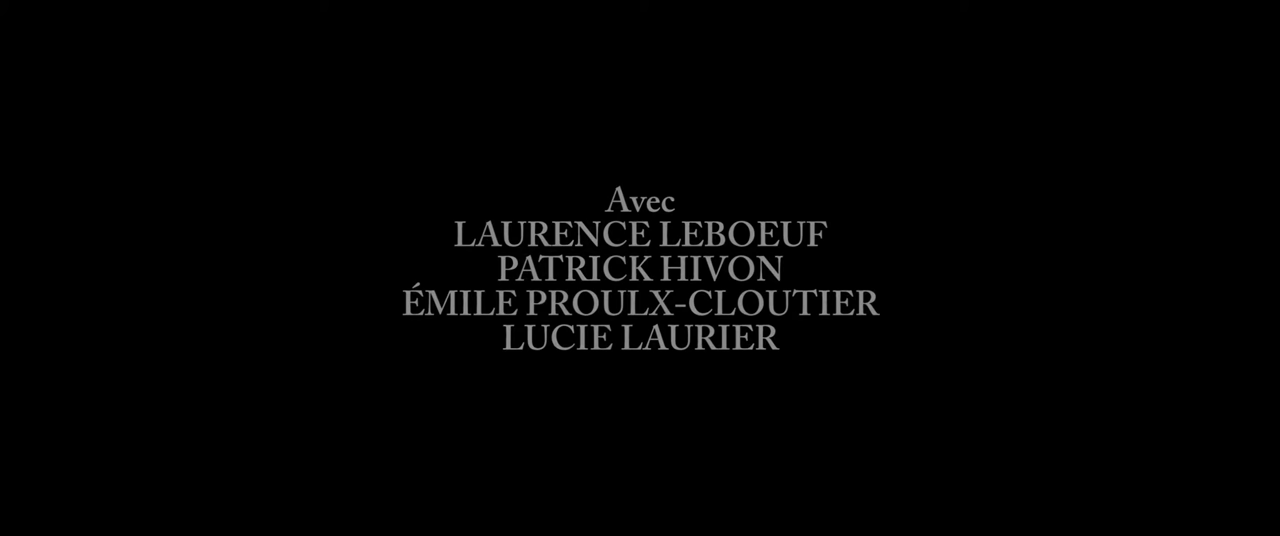 Avec
LAURENCE LEBOEUF
PATRICK HIVON
ÉMILE PROULX-CLOUTIER
LUCIE LAURIER